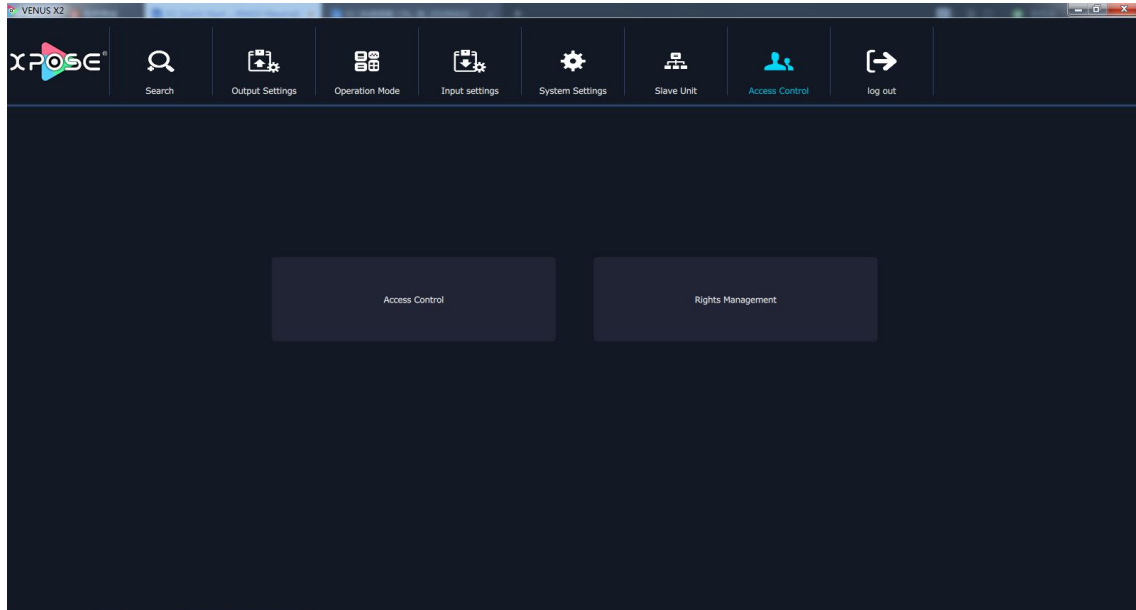 VENUS X2
XPOSE®
Search
Output Settings
Operation Mode
Input settings
System Settings
Slave Unit
Access Control
log out
Access Control
Rights Management